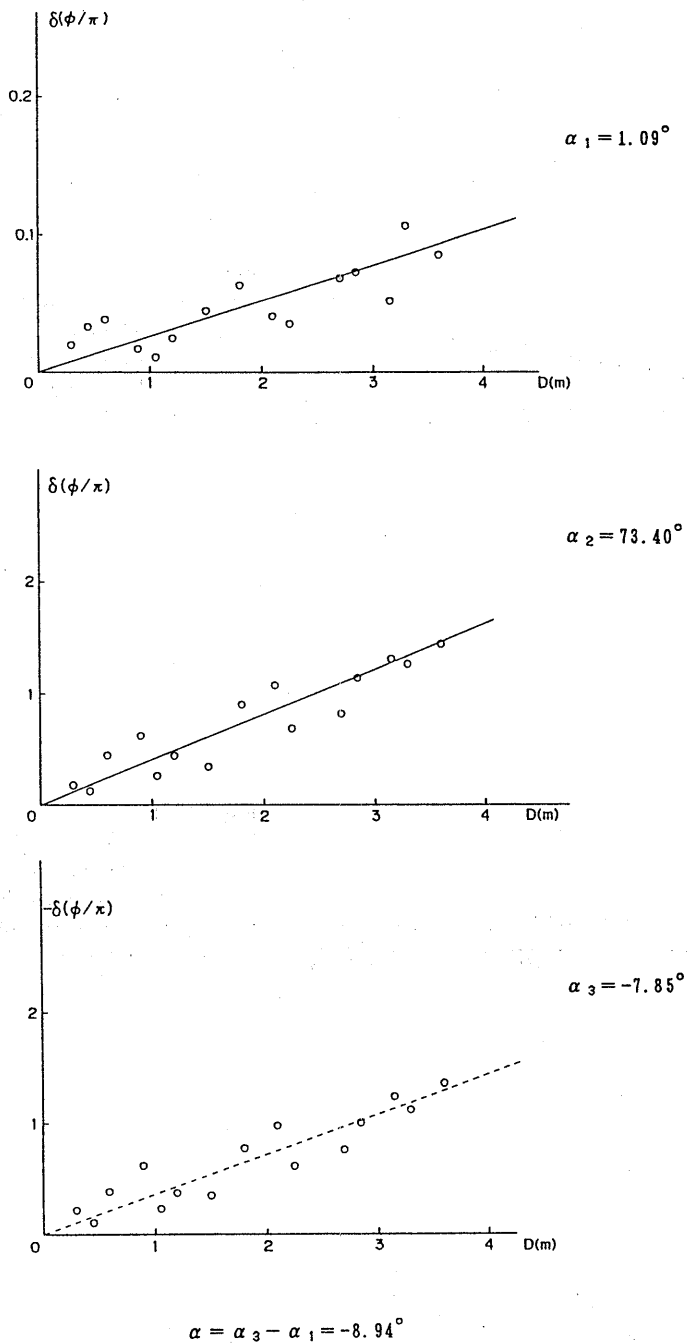 δ(φ/π)
0.2
α₁ = 1.09°
0.1
0 1 2 3 4 D(m)
δ(φ/π)
α₂ = 73.40°
2
1
0 1 2 3 4 D(m)
-δ(φ/π)
α₃ = -7.85°
2
1
0 1 2 3 4 D(m)
α = α₃ - α₁ = -8.94°